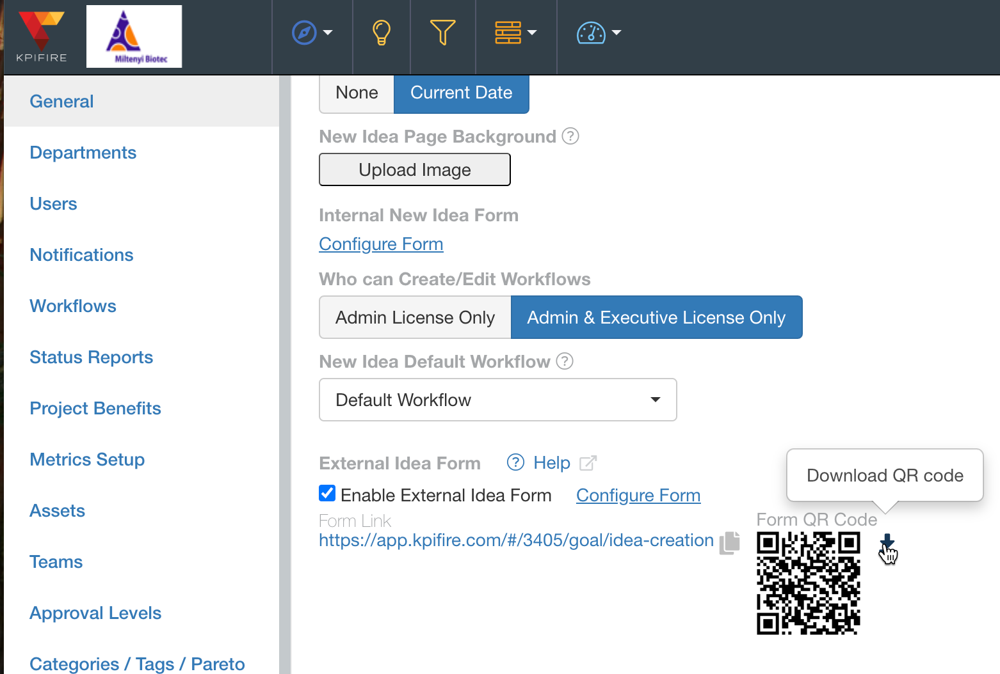 KPIFIRE
Miltenyi Biotec
General
Departments
Users
Notifications
Workflows
Status Reports
Project Benefits
Metrics Setup
Assets
Teams
Approval Levels
Categories / Tags / Pareto
None
Current Date
New Idea Page Background ?
Upload Image
Internal New Idea Form
Configure Form
Who can Create/Edit Workflows
Admin License Only
Admin & Executive License Only
New Idea Default Workflow ?
Default Workflow
External Idea Form ? Help
Enable External Idea Form Configure Form
Form Link
https://app.kpifire.com/#/3405/goal/idea-creation
Download QR code
Form QR Code